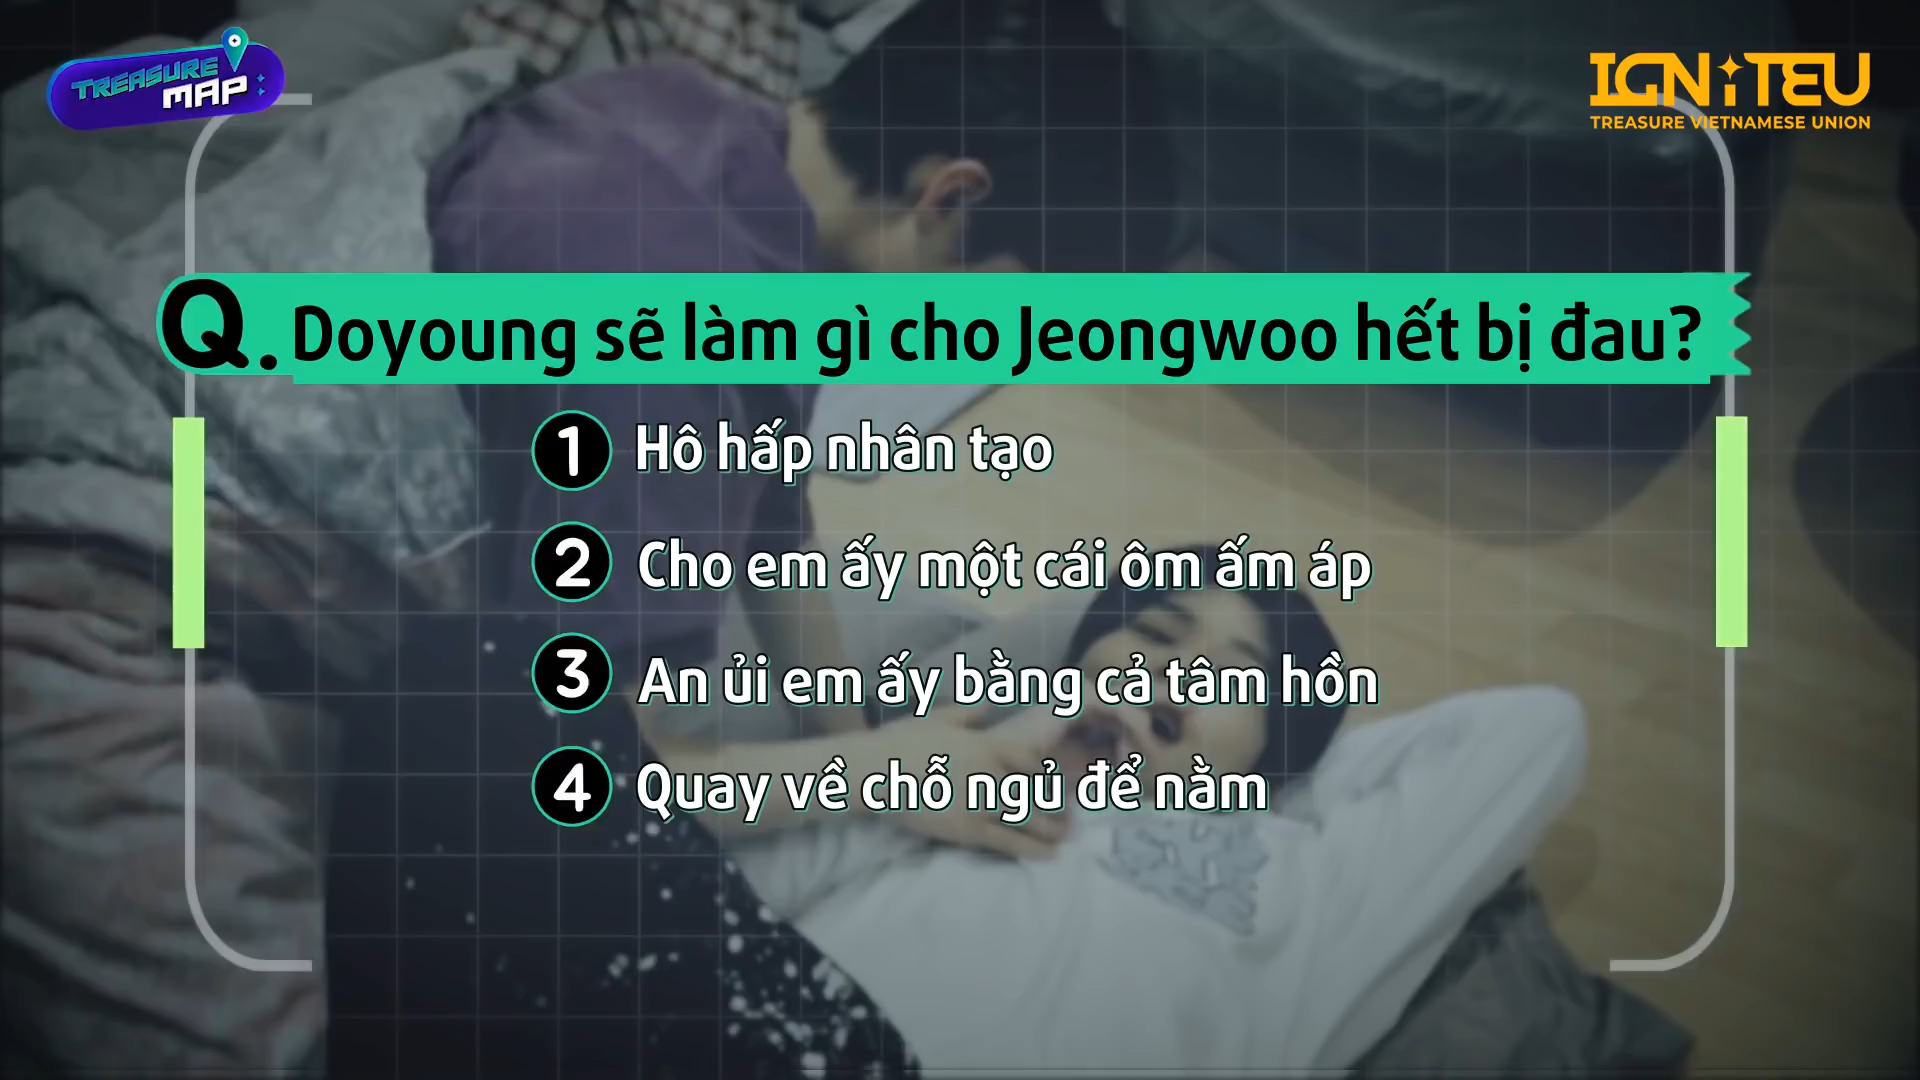 TREASURE
MAP
IGNITEU
TREASURE VIETNAMESE UNION
Q. Doyoung sẽ làm gì cho Jeongwoo hết bị đau?
1 Hô hấp nhân tạo
2 Cho em ấy một cái ôm ấm áp
3 An ủi em ấy bằng cả tâm hồn
4 Quay về chỗ ngủ để nằm